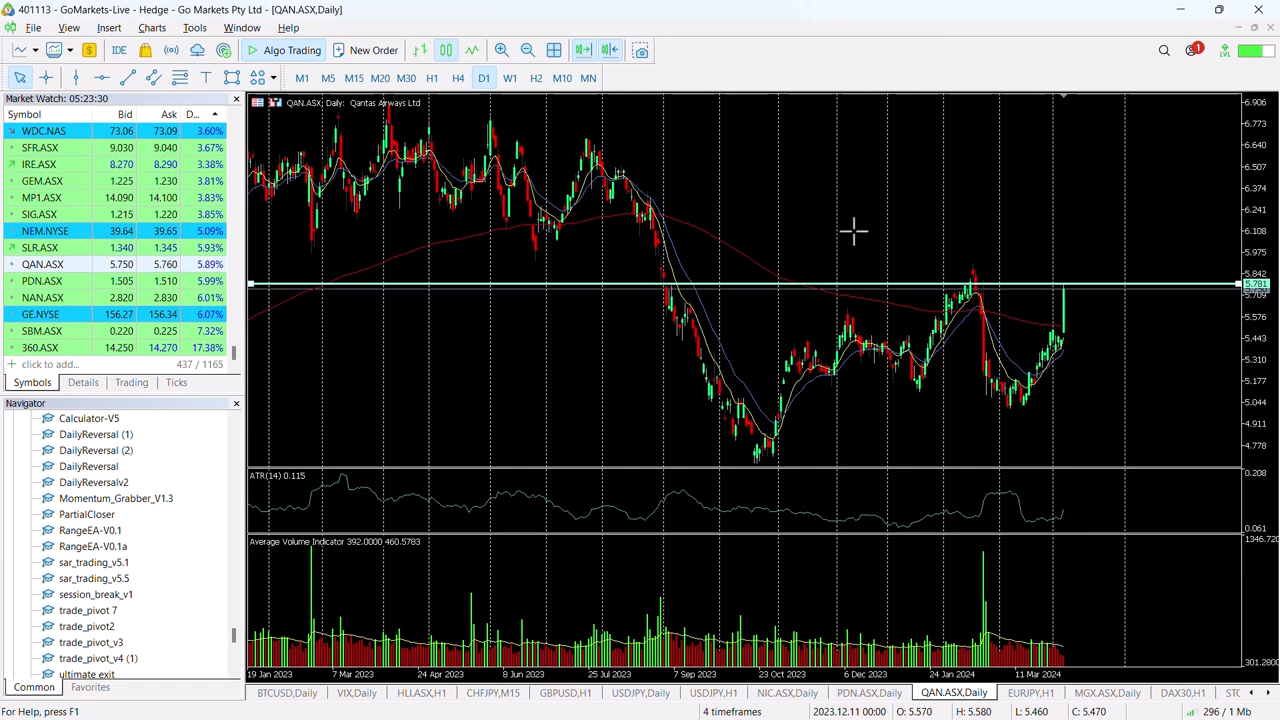 401113 - GoMarkets-Live - Hedge - Go Markets Pty Ltd - [QAN.ASX,Daily]
File View Insert Charts Tools Window Help
IDE Algo Trading New Order 1 LVL
T M1 M5 M15 M20 M30 H1 H4 D1 W1 H2 M10 MN
Market Watch: 05:23:30
Symbol Bid Ask D...
WDC.NAS 73.06 73.09 3.60%
SFR.ASX 9.030 9.040 3.67%
IRE.ASX 8.270 8.290 3.38%
GEM.ASX 1.225 1.230 3.81%
MP1.ASX 14.090 14.100 3.83%
SIG.ASX 1.215 1.220 3.85%
NEM.NYSE 39.64 39.65 5.09%
SLR.ASX 1.340 1.345 5.93%
QAN.ASX 5.750 5.760 5.89%
PDN.ASX 1.505 1.510 5.99%
NAN.ASX 2.820 2.830 6.01%
GE.NYSE 156.27 156.34 6.07%
SBM.ASX 0.220 0.225 7.32%
360.ASX 14.250 14.270 17.38%
click to add... 437 / 1165
Symbols Details Trading Ticks
Navigator
Calculator-V5
DailyReversal (1)
DailyReversal (2)
DailyReversal
DailyReversalv2
Momentum_Grabber_V1.3
PartialCloser
RangeEA-V0.1
RangeEA-V0.1a
sar_trading_v5.1
sar_trading_v5.5
session_break_v1
trade_pivot 7
trade_pivot2
trade_pivot_v3
trade_pivot_v4 (1)
ultimate exit
Common Favorites
QAN.ASX, Daily: Qantas Airways Ltd
6.906
6.773
6.640
6.507
6.374
6.241
6.108
5.975
5.842
5.781
5.709
5.576
5.443
5.310
5.177
5.044
4.911
4.778
ATR(14) 0.115
0.208
0.061
Average Volume Indicator 392.0000 460.5783
1346.720
301.2800
19 Jan 2023 7 Mar 2023 24 Apr 2023 8 Jun 2023 25 Jul 2023 7 Sep 2023 23 Oct 2023 6 Dec 2023 24 Jan 2024 11 Mar 2024
BTCUSD,Daily VIX,Daily HLI.ASX,H1 CHFJPY,M15 GBPUSD,H1 USDJPY,Daily USDJPY,H1 NIC.ASX,Daily PDN.ASX,Daily QAN.ASX,Daily EURJPY,H1 MGX.ASX,Daily DAX30,H1 STC
For Help, press F1 4 timeframes 2023.12.11 00:00 O: 5.570 H: 5.580 L: 5.460 C: 5.470 296 / 1 Mb